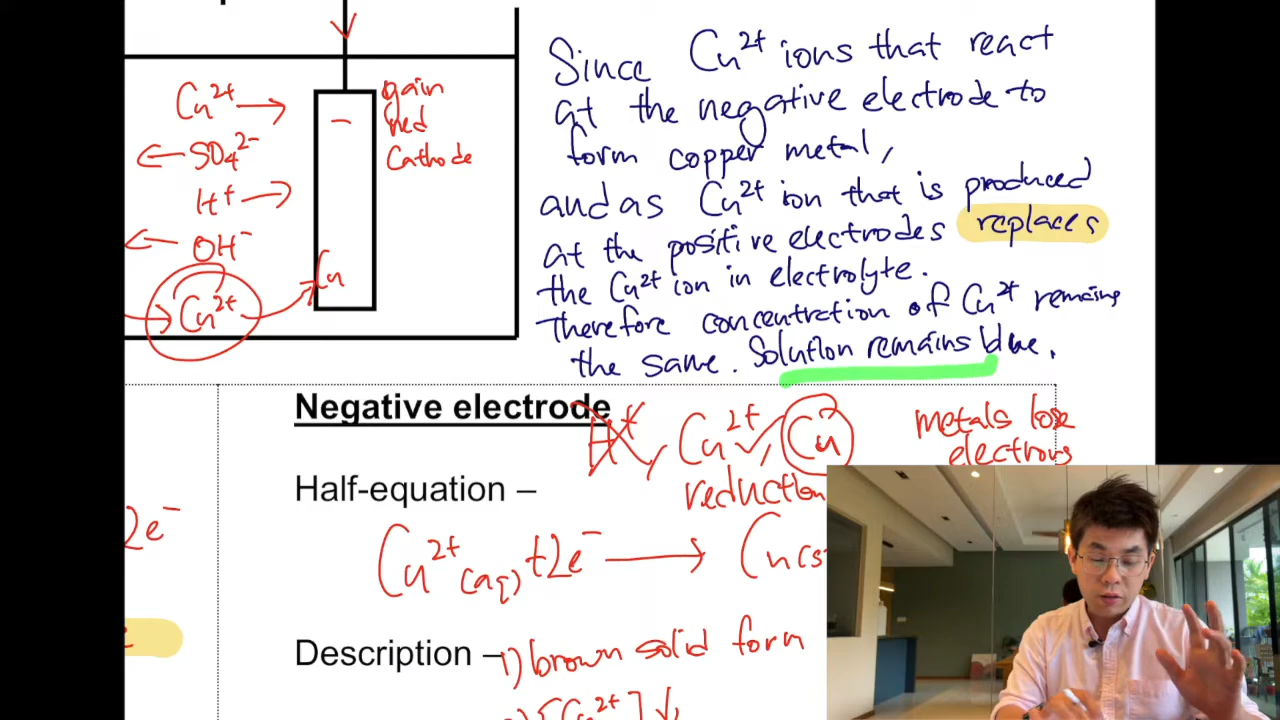 Since Cu²⁺ ions that react
at the negative electrode to
form copper metal,
and as Cu²⁺ ion that is produced
at the positive electrodes replaces
the Cu²⁺ ion in electrolyte.
Therefore concentration of Cu²⁺ remains
the same. Solution remains blue.
Cu²⁺ →
← SO₄²⁻
H⁺ →
← OH⁻
→ Cu²⁺ →
−
Cu
gain
red
Cathode
Negative electrode
H⁺, Cu²⁺ ✓, Cu
metals lose
electrons
Half-equation –
reduction
2e⁻
Cu²⁺(aq) + 2e⁻ → Cu(s
Description –
1) brown solid form
[Cu²⁺] ↓